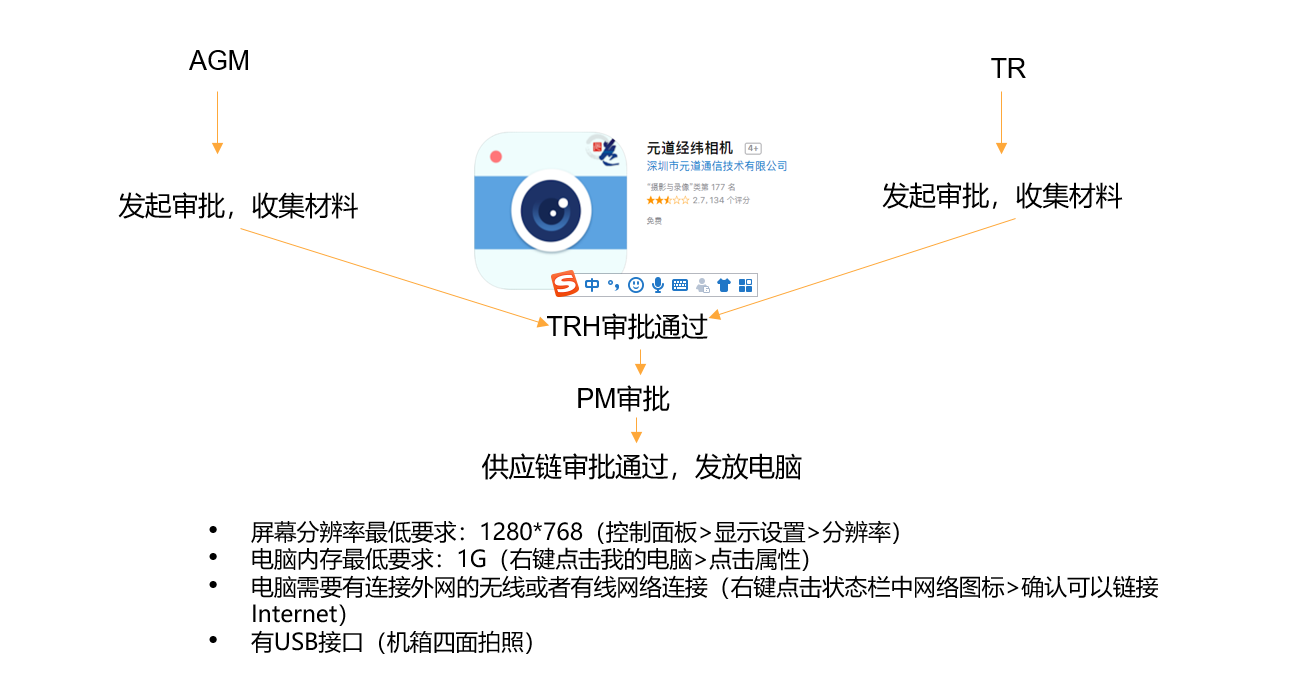 AGM
TR
元道经纬相机 4+
深圳市元道通信技术有限公司
“摄影与录像”类第 177 名
2.7, 134 个评分
免费
发起审批，收集材料
发起审批，收集材料
中
TRH审批通过
PM审批
供应链审批通过，发放电脑
• 屏幕分辨率最低要求：1280*768（控制面板>显示设置>分辨率）
• 电脑内存最低要求：1G（右键点击我的电脑>点击属性）
• 电脑需要有连接外网的无线或者有线网络连接（右键点击状态栏中网络图标>确认可以链接
Internet）
• 有USB接口（机箱四面拍照）